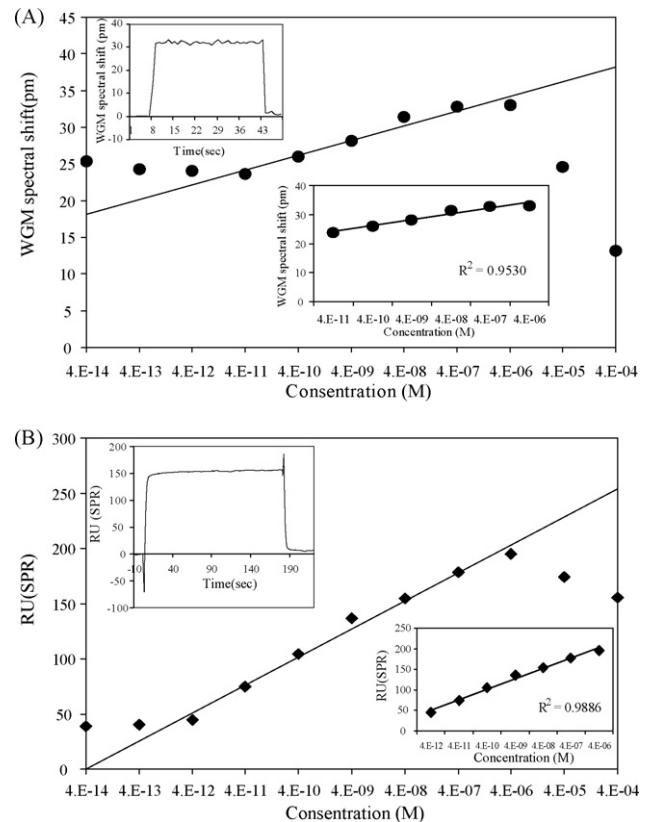 (A)
WGM spectral shift(pm)
45
40
35
30
25
20
15
10
5
0
4.E-14 4.E-13 4.E-12 4.E-11 4.E-10 4.E-09 4.E-08 4.E-07 4.E-06 4.E-05 4.E-04
Consentration (M)
WGM spectral shift (pm)
40
30
20
10
0
-10
1 8 15 22 29 36 43
Time(sec)
WGM spectral shift (pm)
40
30
20
10
0
R² = 0.9530
4.E-11 4.E-10 4.E-09 4.E-08 4.E-07 4.E-06
Concentration (M)
(B)
RU(SPR)
300
250
200
150
100
50
0
4.E-14 4.E-13 4.E-12 4.E-11 4.E-10 4.E-09 4.E-08 4.E-07 4.E-06 4.E-05 4.E-04
Consentration (M)
RU (SPR)
200
150
100
50
0
-50
-100
-10 40 90 140 190
Time(sec)
RU(SPR)
250
200
150
100
50
0
R² = 0.9886
4.E-12 4.E-11 4.E-10 4.E-09 4.E-08 4.E-07 4.E-06
Concentration (M)